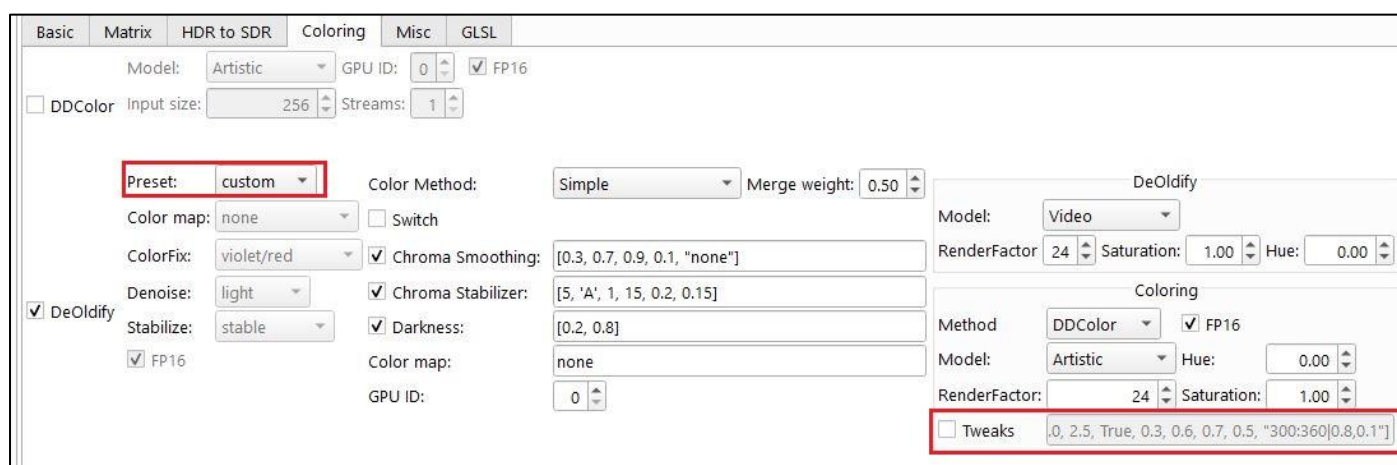 Basic Matrix HDR to SDR Coloring Misc GLSL
Model: Artistic GPU ID: 0 FP16
DDColor Input size: 256 Streams: 1
Preset: custom Color Method: Simple Merge weight: 0.50 DeOldify
Color map: none Switch Model: Video
ColorFix: violet/red Chroma Smoothing: [0.3, 0.7, 0.9, 0.1, "none"] RenderFactor 24 Saturation: 1.00 Hue: 0.00
Denoise: light Chroma Stabilizer: [5, 'A', 1, 15, 0.2, 0.15] Coloring
DeOldify Stabilize: stable Darkness: [0.2, 0.8] Method DDColor FP16
FP16 Color map: none Model: Artistic Hue: 0.00
GPU ID: 0 RenderFactor: 24 Saturation: 1.00
Tweaks .0, 2.5, True, 0.3, 0.6, 0.7, 0.5, "300:360|0.8,0.1"]